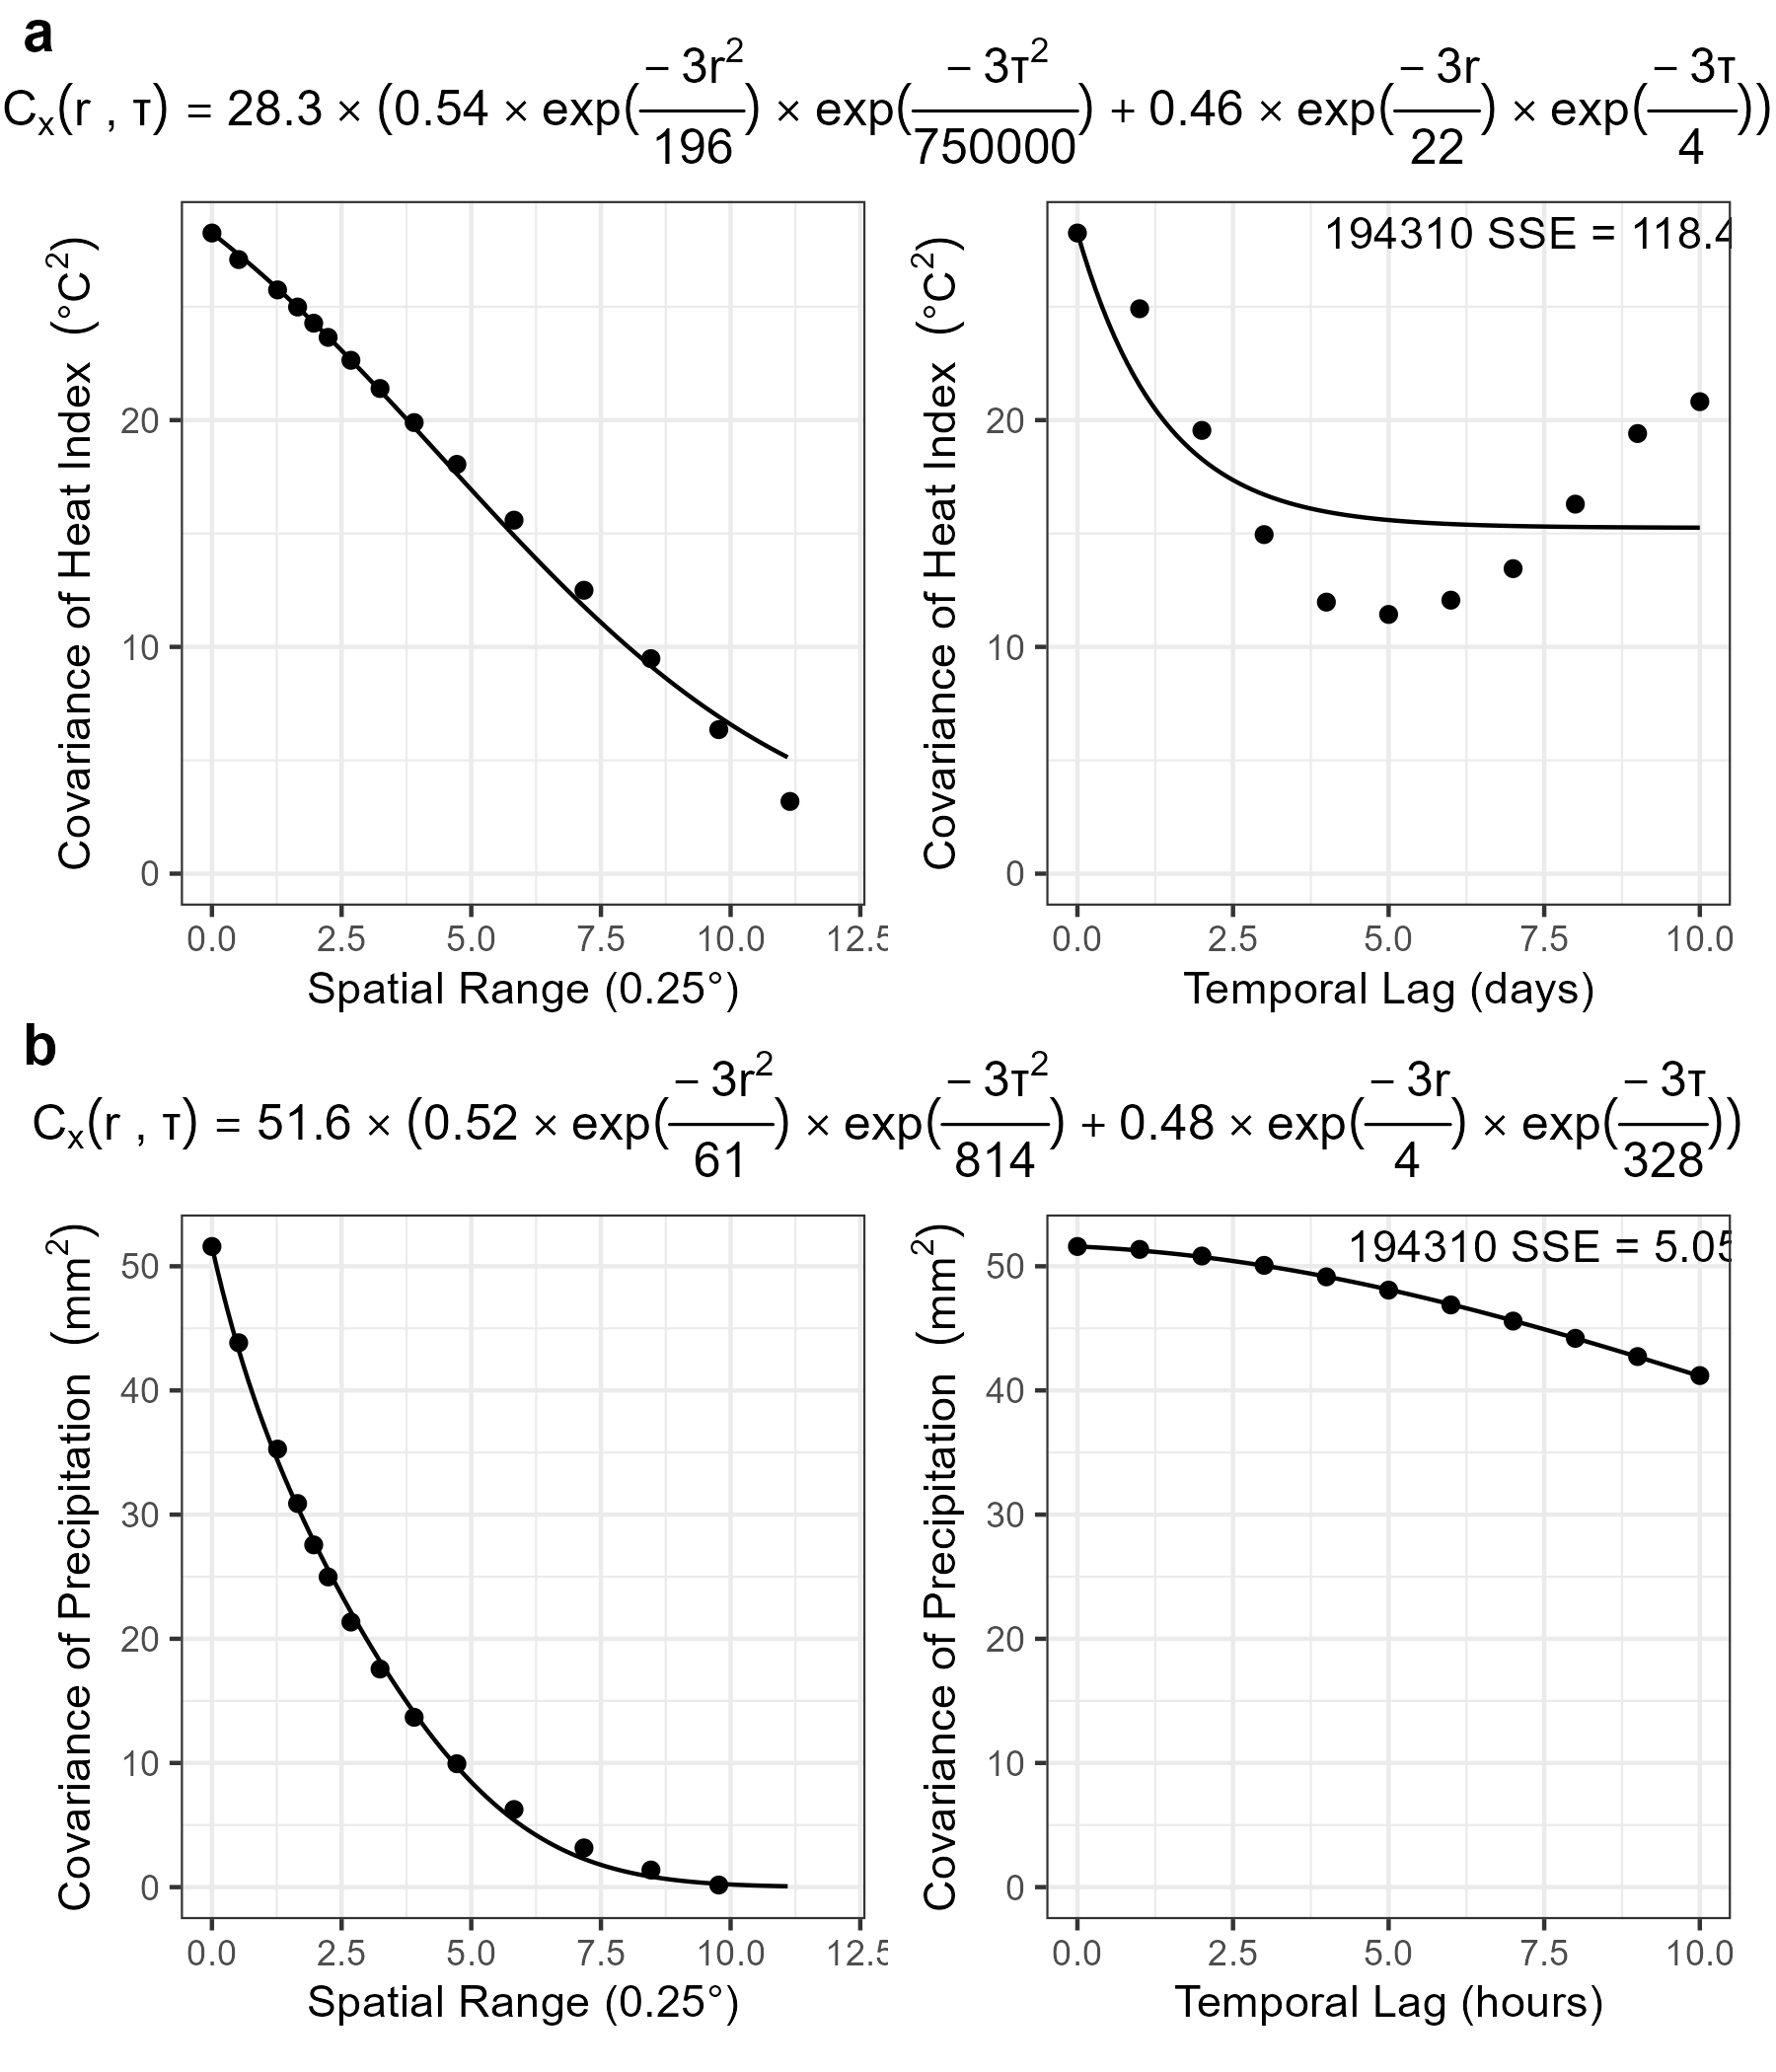 a
Cₓ(r , τ) = 28.3 × (0.54 × exp(− 3r²/196) × exp(− 3τ²/750000) + 0.46 × exp(− 3r/22) × exp(− 3τ/4))
Covariance of Heat Index (°C²)
20
10
0
0.0 2.5 5.0 7.5 10.0 12.5
Spatial Range (0.25°)
194310 SSE = 118.4
Covariance of Heat Index (°C²)
20
10
0
0.0 2.5 5.0 7.5 10.0
Temporal Lag (days)
b
Cₓ(r , τ) = 51.6 × (0.52 × exp(− 3r²/61) × exp(− 3τ²/814) + 0.48 × exp(− 3r/4) × exp(− 3τ/328))
Covariance of Precipitation (mm²)
50
40
30
20
10
0
0.0 2.5 5.0 7.5 10.0 12.5
Spatial Range (0.25°)
194310 SSE = 5.05
Covariance of Precipitation (mm²)
50
40
30
20
10
0
0.0 2.5 5.0 7.5 10.0
Temporal Lag (hours)